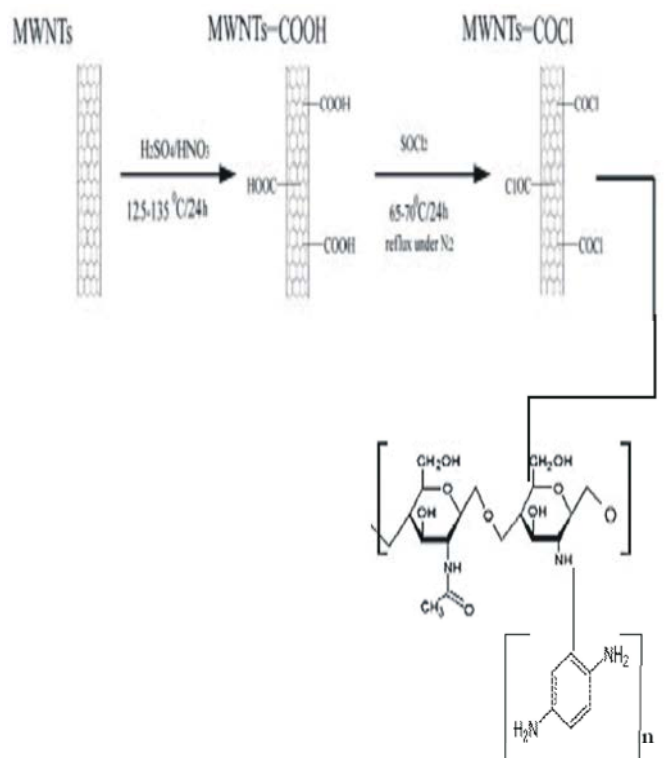 MWNTs MWNTs-COOH MWNTs-COCl
COOH COCl
H₂SO₄/HNO₃ SOCl₂
HOOC ClOC
125-135 ⁰C/24h 65-70⁰C/24h
COOH reflux under N2 COCl
CH₂OH CH₂OH
O O
OH O OH O
NH NH
CH₃ O
NH₂
H₂N n